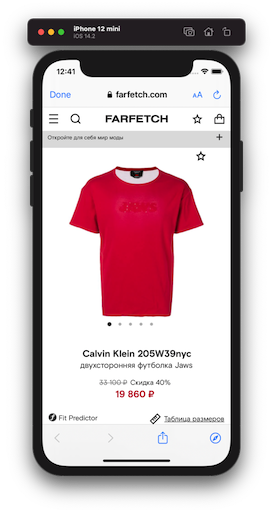 iPhone 12 mini
iOS 14.2
12:41
Done
farfetch.com
AA
FARFETCH
Откройте для себя мир моды
+
Jaws
Calvin Klein 205W39nyc
двухсторонняя футболка Jaws
33 100 ₽ Скидка 40%
19 860 ₽
Fit Predictor
Таблица размеров